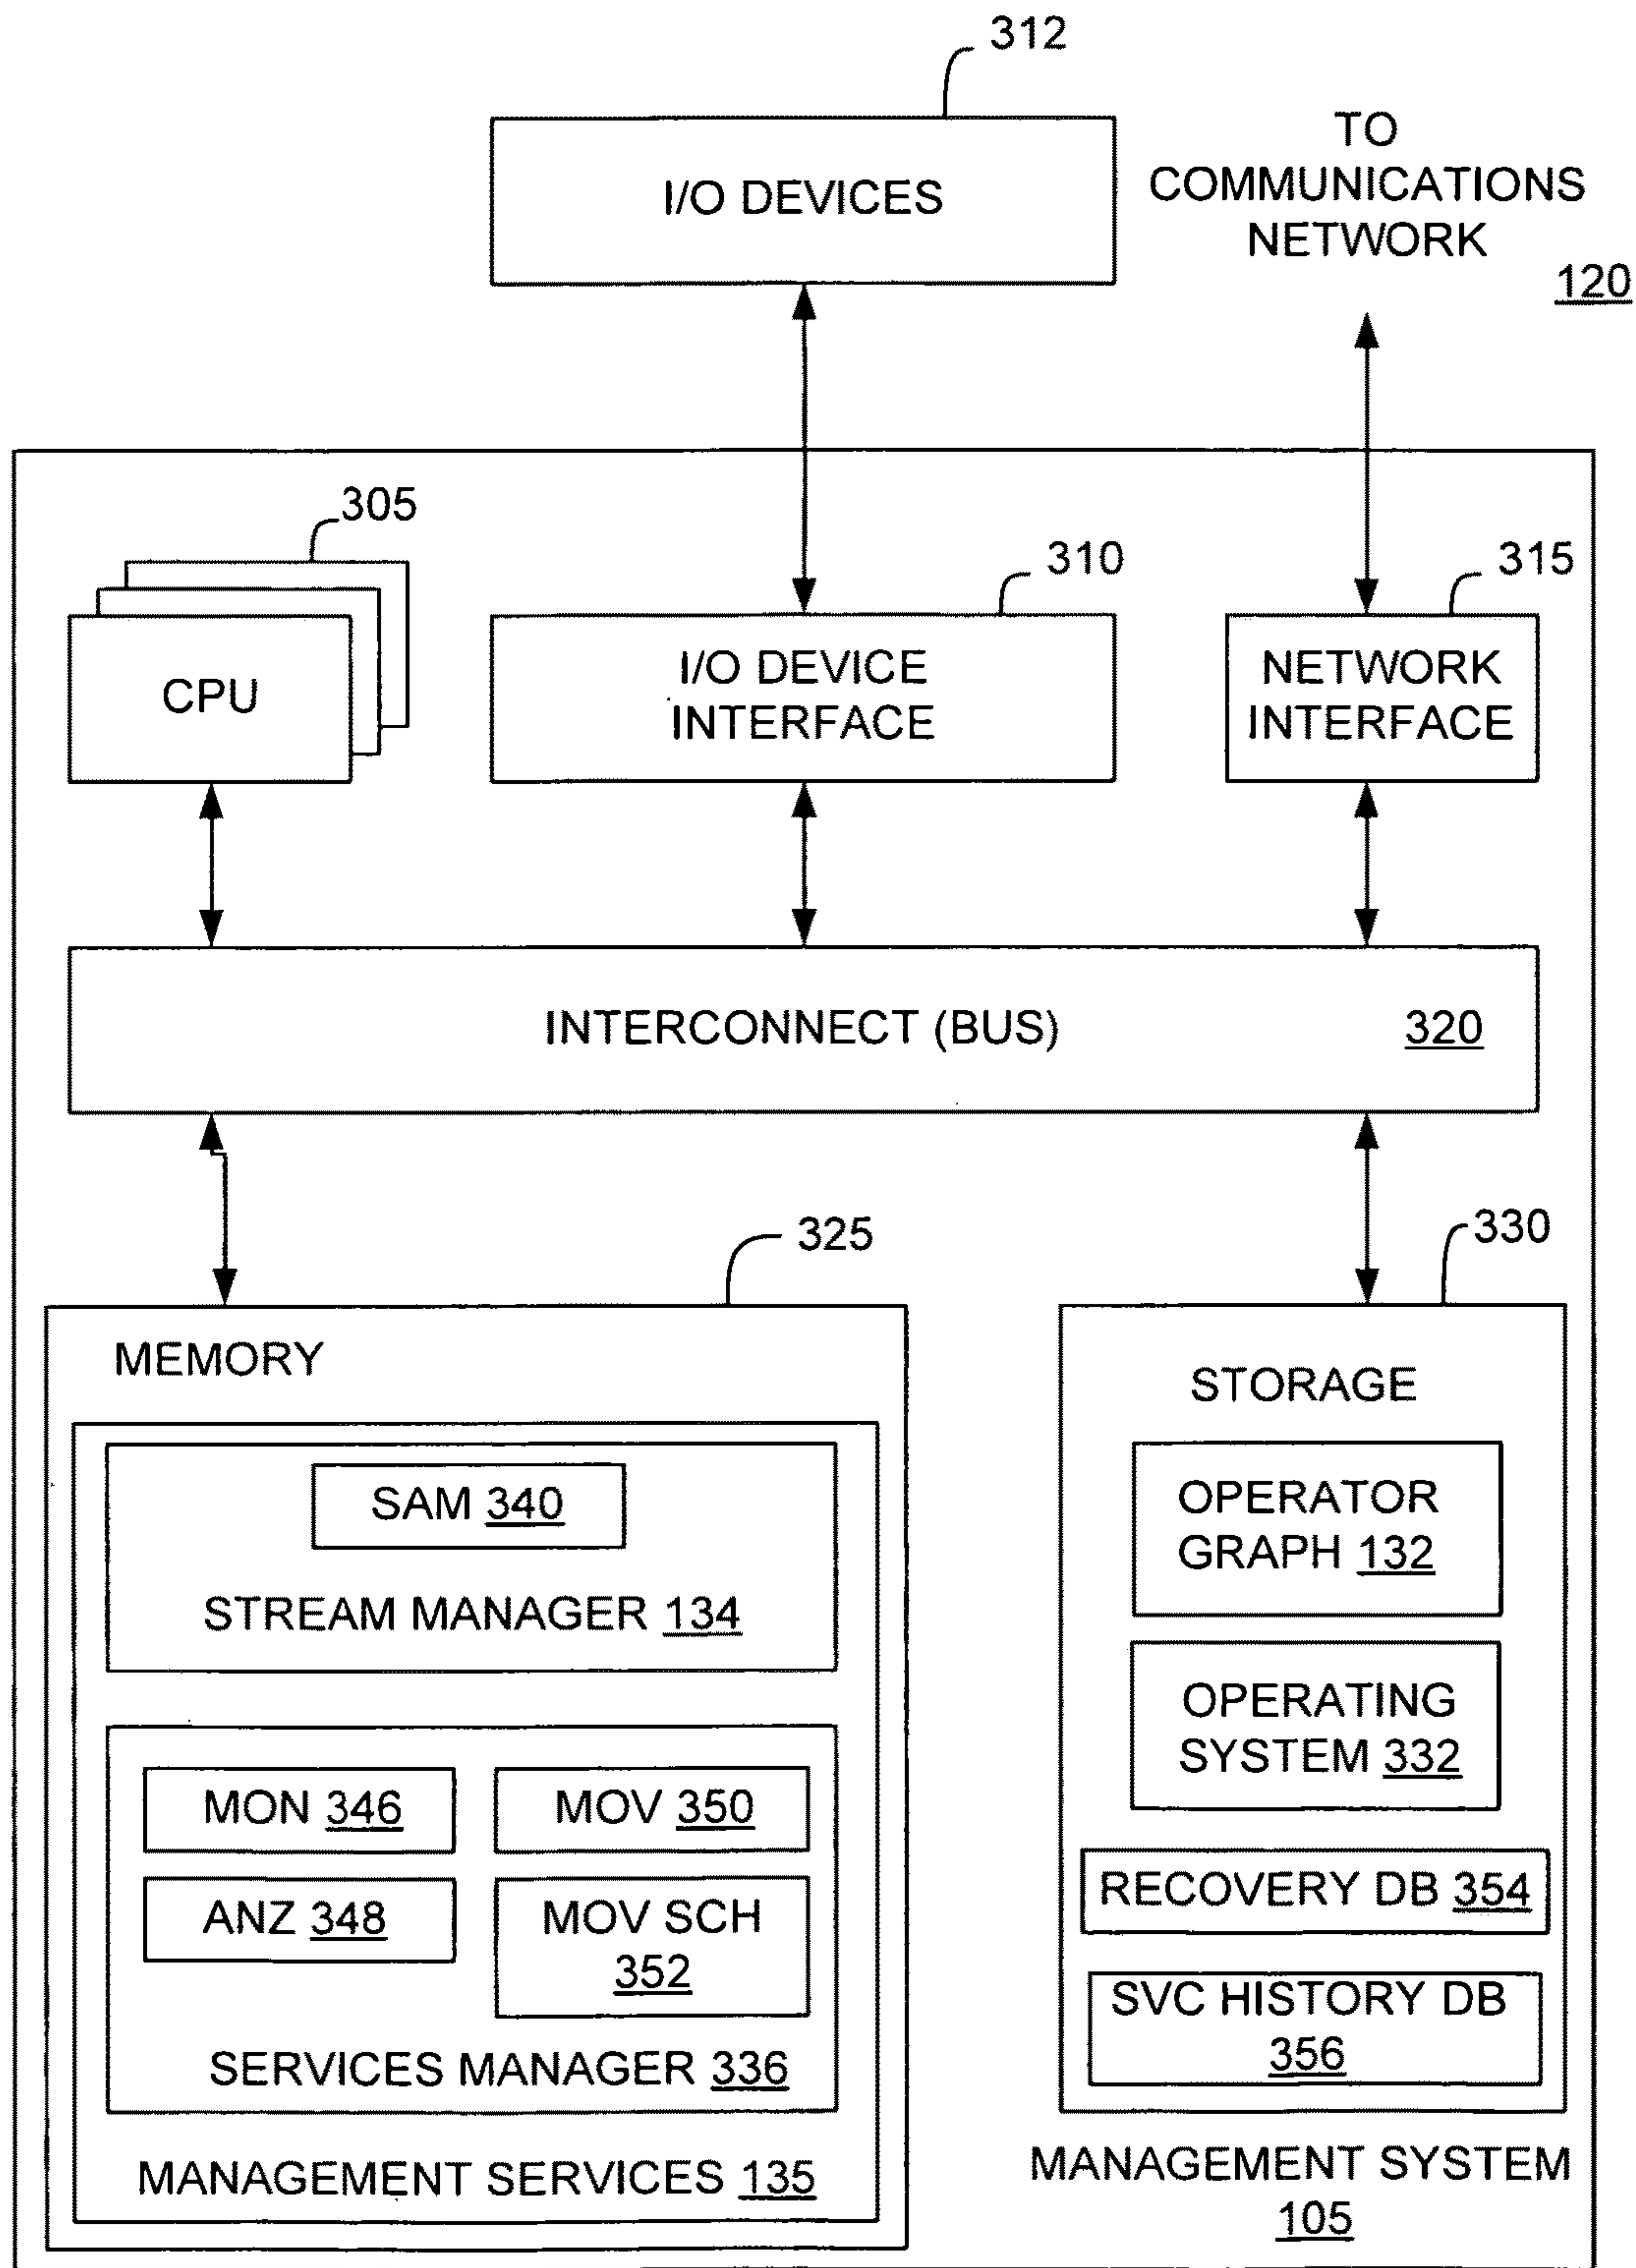 312
I/O DEVICES
TO
COMMUNICATIONS
NETWORK
120
305
310
315
CPU
I/O DEVICE
INTERFACE
NETWORK
INTERFACE
INTERCONNECT (BUS)
320
325
330
MEMORY
SAM 340
STREAM MANAGER 134
MON 346
MOV 350
ANZ 348
MOV SCH
352
SERVICES MANAGER 336
MANAGEMENT SERVICES 135
STORAGE
OPERATOR
GRAPH 132
OPERATING
SYSTEM 332
RECOVERY DB 354
SVC HISTORY DB
356
MANAGEMENT SYSTEM
105